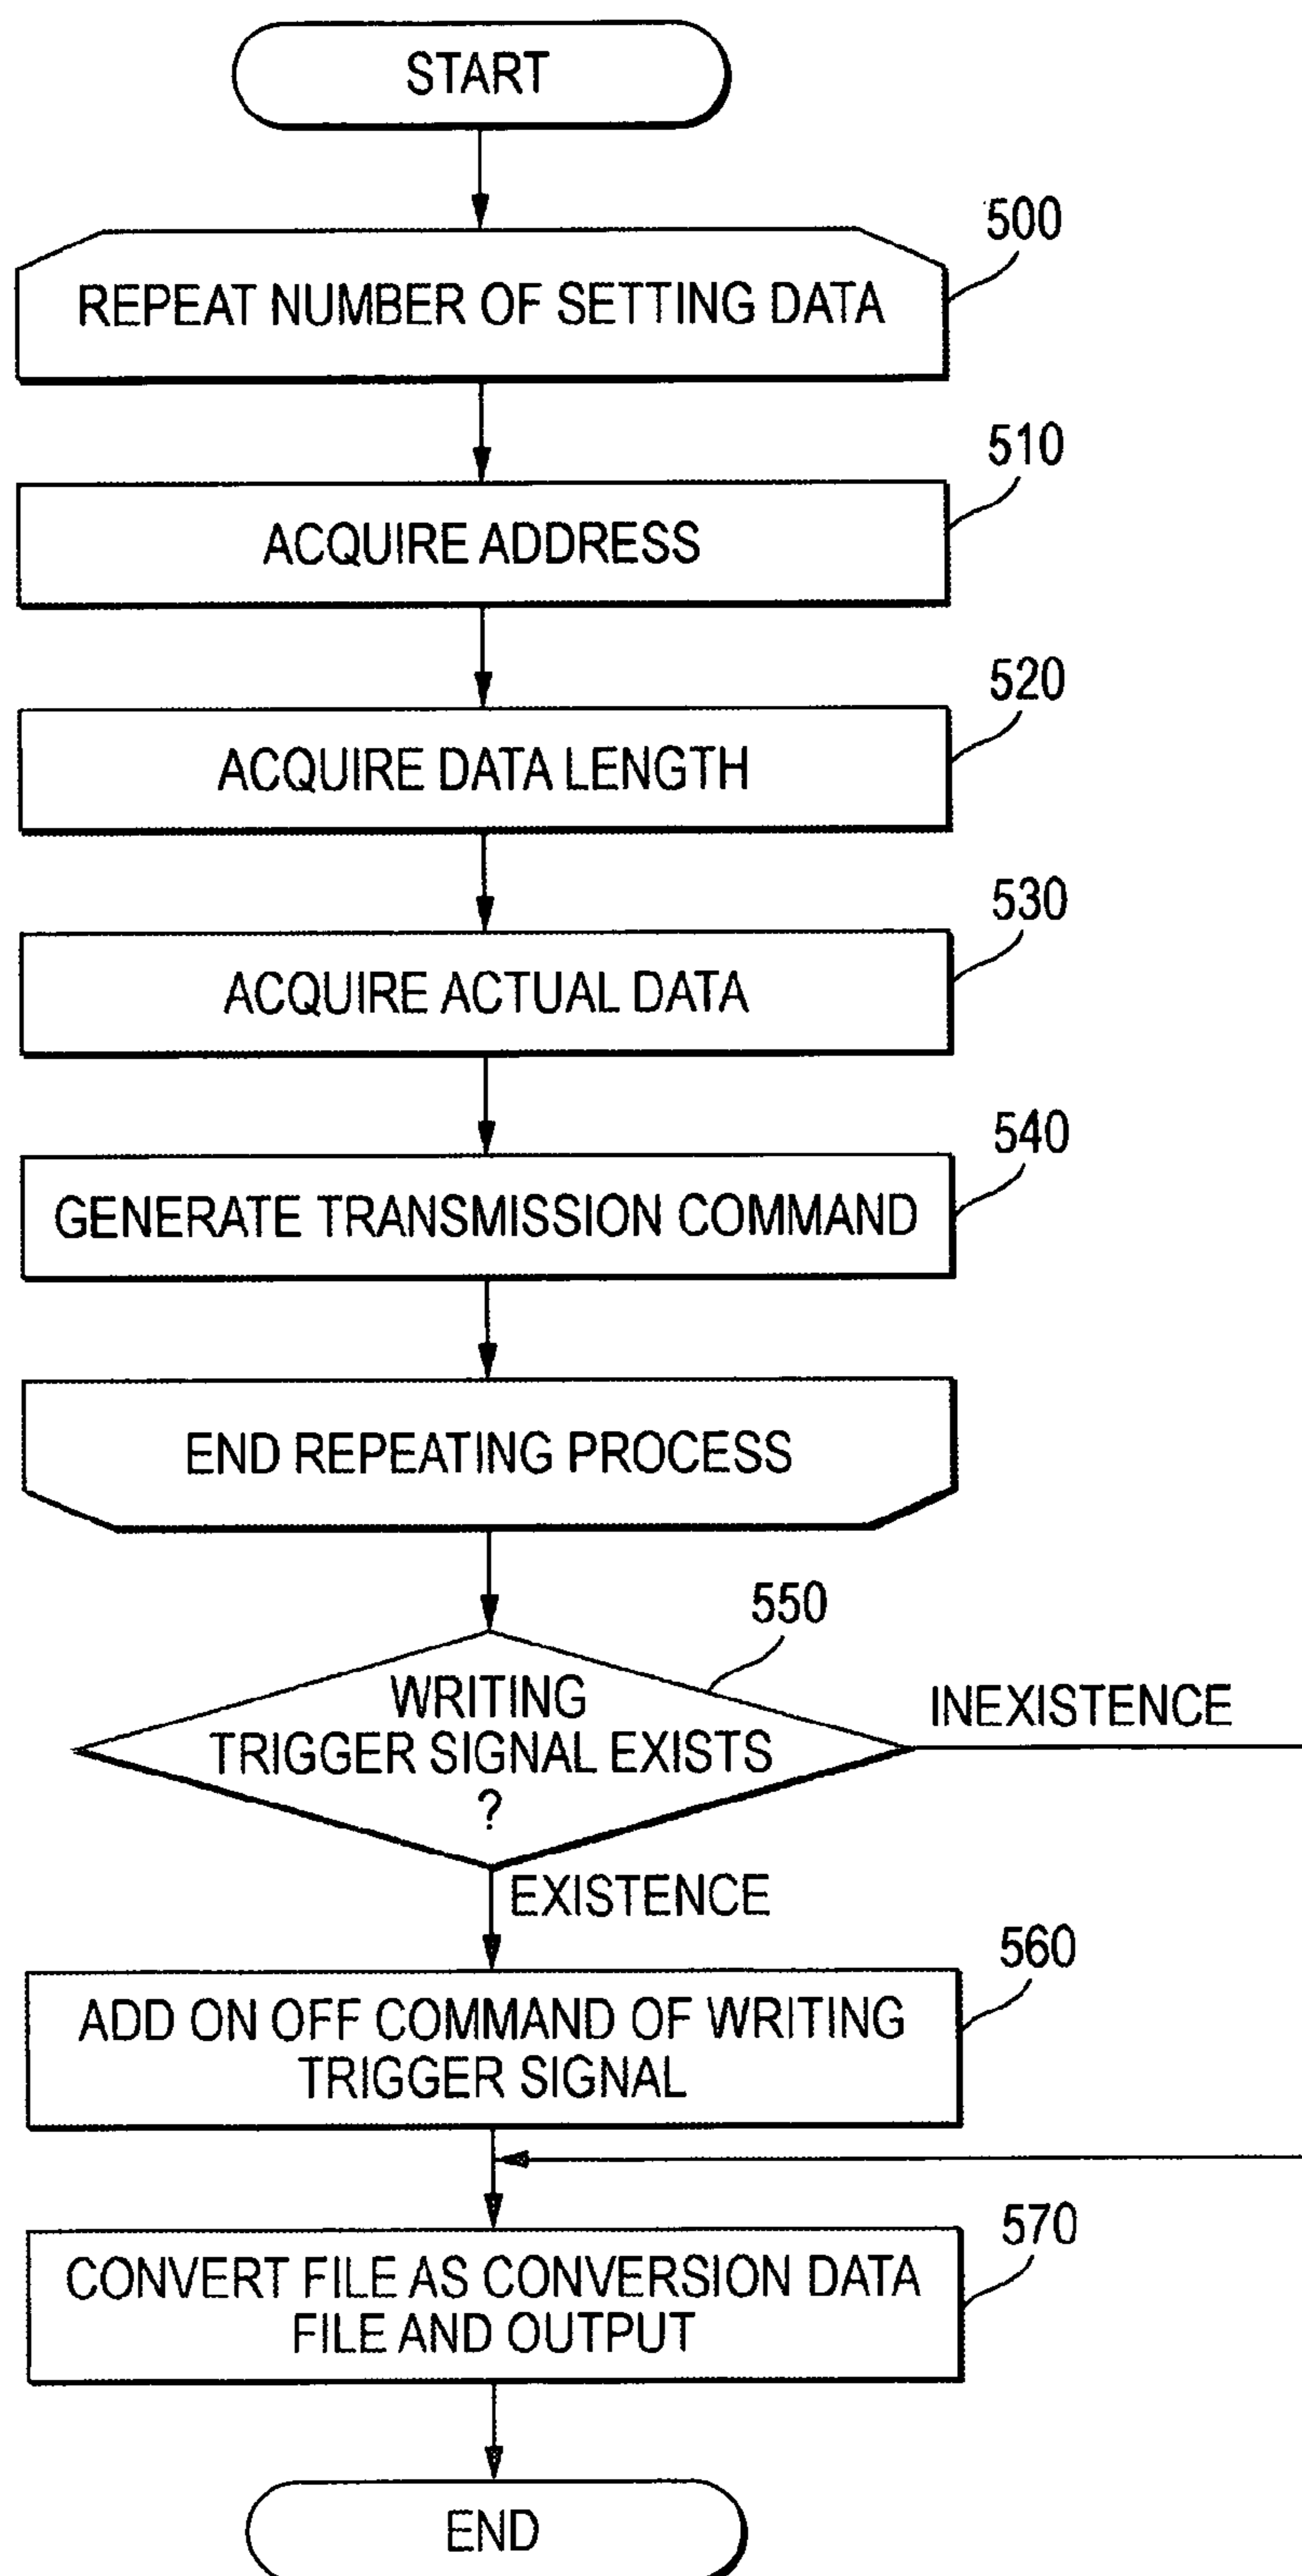 START
500
REPEAT NUMBER OF SETTING DATA
510
ACQUIRE ADDRESS
520
ACQUIRE DATA LENGTH
530
ACQUIRE ACTUAL DATA
540
GENERATE TRANSMISSION COMMAND
END REPEATING PROCESS
550
WRITING
TRIGGER SIGNAL EXISTS
?
INEXISTENCE
EXISTENCE
560
ADD ON OFF COMMAND OF WRITING
TRIGGER SIGNAL
570
CONVERT FILE AS CONVERSION DATA
FILE AND OUTPUT
END